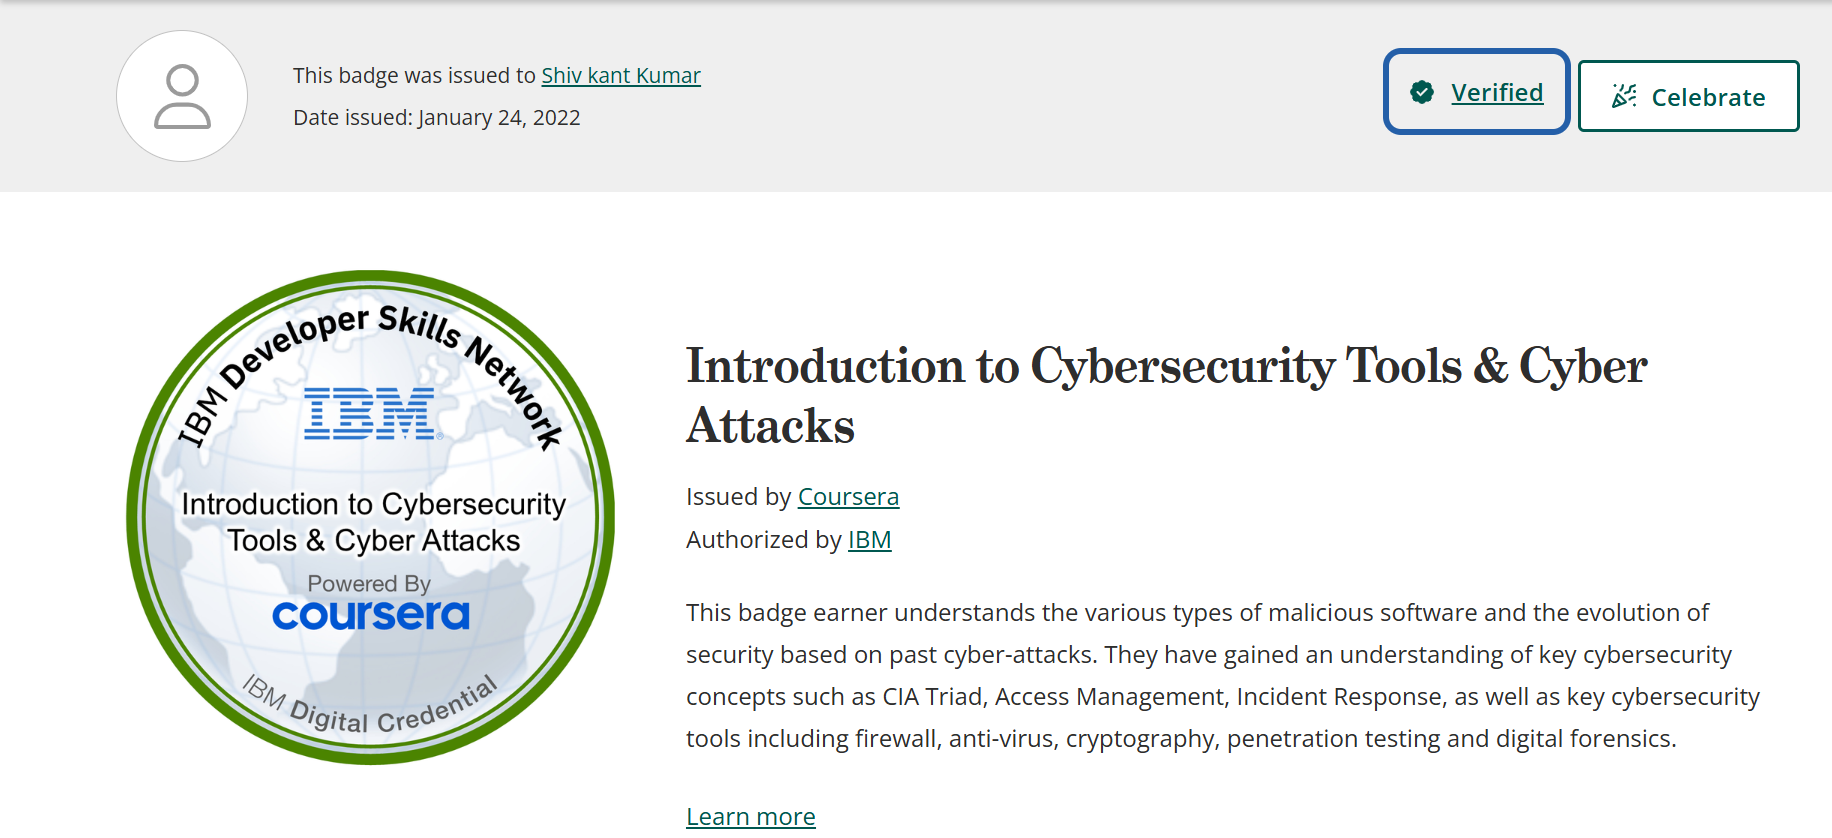 This badge was issued to Shiv kant Kumar
Date issued: January 24, 2022
Verified
Celebrate
IBM Developer Skills Network
IBM®
Introduction to Cybersecurity
Tools & Cyber Attacks
Powered By
coursera
IBM Digital Credential
Introduction to Cybersecurity Tools & Cyber
Attacks
Issued by Coursera
Authorized by IBM
This badge earner understands the various types of malicious software and the evolution of
security based on past cyber-attacks. They have gained an understanding of key cybersecurity
concepts such as CIA Triad, Access Management, Incident Response, as well as key cybersecurity
tools including firewall, anti-virus, cryptography, penetration testing and digital forensics.
Learn more